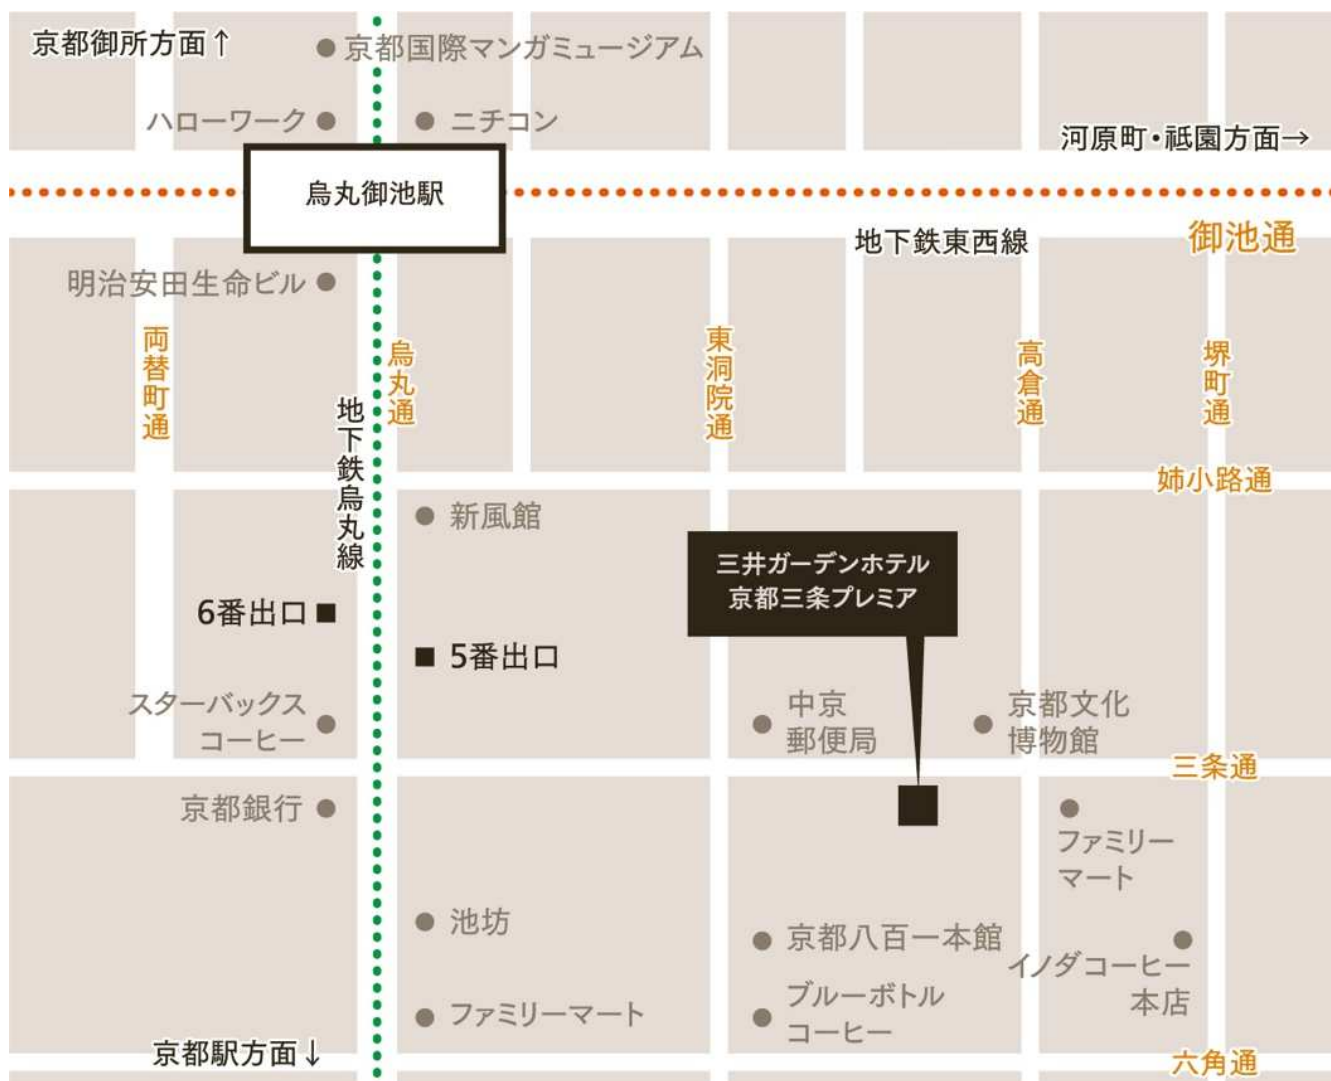 京都御所方面↑
京都国際マンガミュージアム
ハローワーク
ニチコン
河原町・祇園方面→
烏丸御池駅
地下鉄東西線
御池通
明治安田生命ビル
両替町通
烏丸通
東洞院通
高倉通
堺町通
地下鉄烏丸線
姉小路通
新風館
三井ガーデンホテル
京都三条プレミア
6番出口
5番出口
スターバックス
コーヒー
中京
郵便局
京都文化
博物館
三条通
京都銀行
ファミリー
マート
池坊
京都八百一本館
イノダコーヒー
本店
ファミリーマート
ブルーボトル
コーヒー
京都駅方面↓
六角通